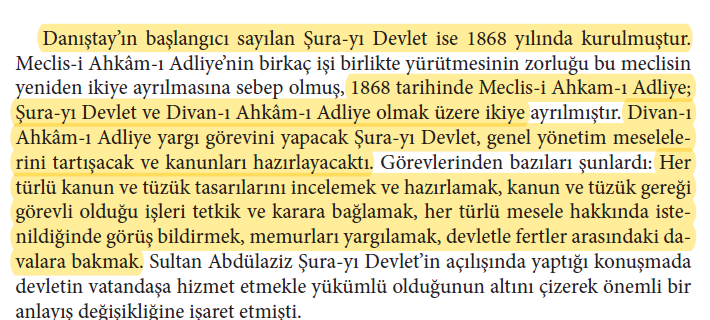 Danıştay'ın başlangıcı sayılan Şura-yı Devlet ise 1868 yılında kurulmuştur.
Meclis-i Ahkâm-ı Adliye'nin birkaç işi birlikte yürütmesinin zorluğu bu meclisin
yeniden ikiye ayrılmasına sebep olmuş, 1868 tarihinde Meclis-i Ahkam-ı Adliye;
Şura-yı Devlet ve Divan-ı Ahkâm-ı Adliye olmak üzere ikiye ayrılmıştır. Divan-ı
Ahkâm-ı Adliye yargı görevini yapacak Şura-yı Devlet, genel yönetim meselele-
rini tartışacak ve kanunları hazırlayacaktı. Görevlerinden bazıları şunlardı: Her
türlü kanun ve tüzük tasarılarını incelemek ve hazırlamak, kanun ve tüzük gereği
görevli olduğu işleri tetkik ve karara bağlamak, her türlü mesele hakkında iste-
nildiğinde görüş bildirmek, memurları yargılamak, devletle fertler arasındaki da-
valara bakmak. Sultan Abdülaziz Şura-yı Devlet'in açılışında yaptığı konuşmada
devletin vatandaşa hizmet etmekle yükümlü olduğunun altını çizerek önemli bir
anlayış değişikliğine işaret etmişti.